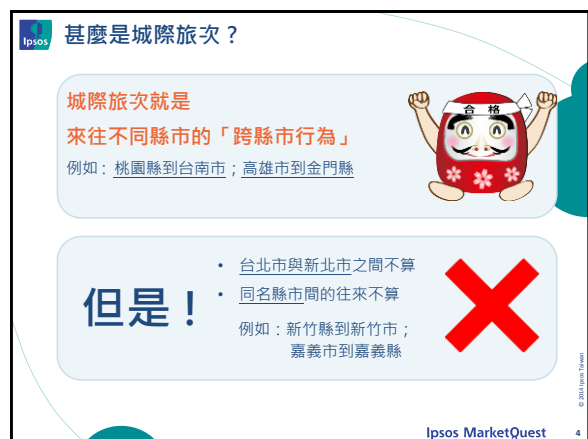 Ipsos
甚麼是城際旅次？
城際旅次就是
來往不同縣市的「跨縣市行為」
例如：桃園縣到台南市；高雄市到金門縣
合格
但是！
• 台北市與新北市之間不算
• 同名縣市間的往來不算
例如：新竹縣到新竹市；
嘉義市到嘉義縣
© 2014 Ipsos Taiwan
Ipsos MarketQuest
4